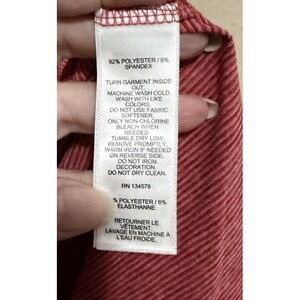 92% POLYESTER / 8%
SPANDEX
TURN GARMENT INSIDE
OUT.
MACHINE WASH COLD.
WASH WITH LIKE
COLORS.
DO NOT USE FABRIC
SOFTENER.
ONLY NON-CHLORINE
BLEACH WHEN
NEEDED.
TUMBLE DRY LOW.
REMOVE PROMPTLY.
WARM IRON IF NEEDED
ON REVERSE SIDE.
DO NOT IRON
DECORATION.
DO NOT DRY CLEAN.
RN 134576
% POLYESTER / 8%
ÉLASTHANNE
RETOURNER LE
VÊTEMENT.
LAVAGE EN MACHINE À
L'EAU FROIDE.